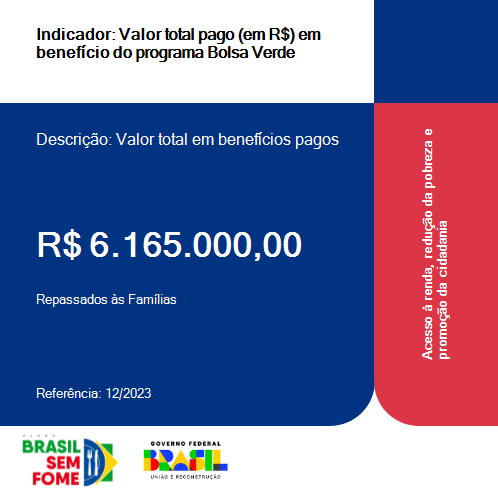 Indicador: Valor total pago (em R$) em
benefício do programa Bolsa Verde
Descrição: Valor total em benefícios pagos
R$ 6.165.000,00
Repassados às Famílias
Referência: 12/2023
Acesso à renda, redução da pobreza e
promoção da cidadania
PLANO
BRASIL
SEM
FOME
GOVERNO FEDERAL
BRASIL
UNIÃO E RECONSTRUÇÃO